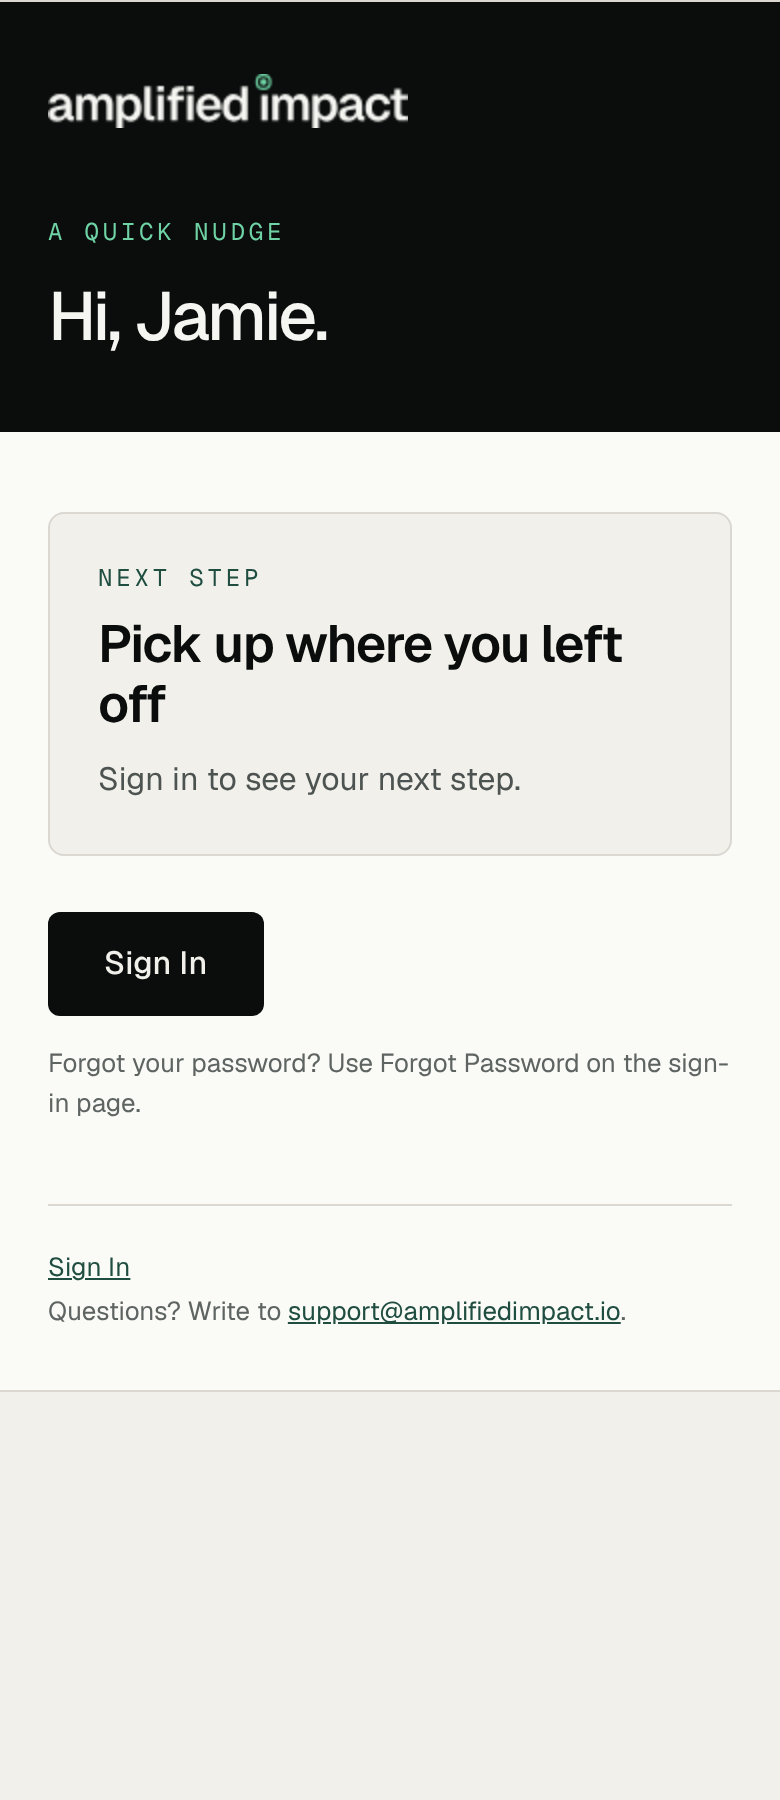 amplified impact
A QUICK NUDGE
Hi, Jamie.
NEXT STEP
Pick up where you left
off
Sign in to see your next step.
Sign In
Forgot your password? Use Forgot Password on the sign-
in page.
Sign In
Questions? Write to support@amplifiedimpact.io.